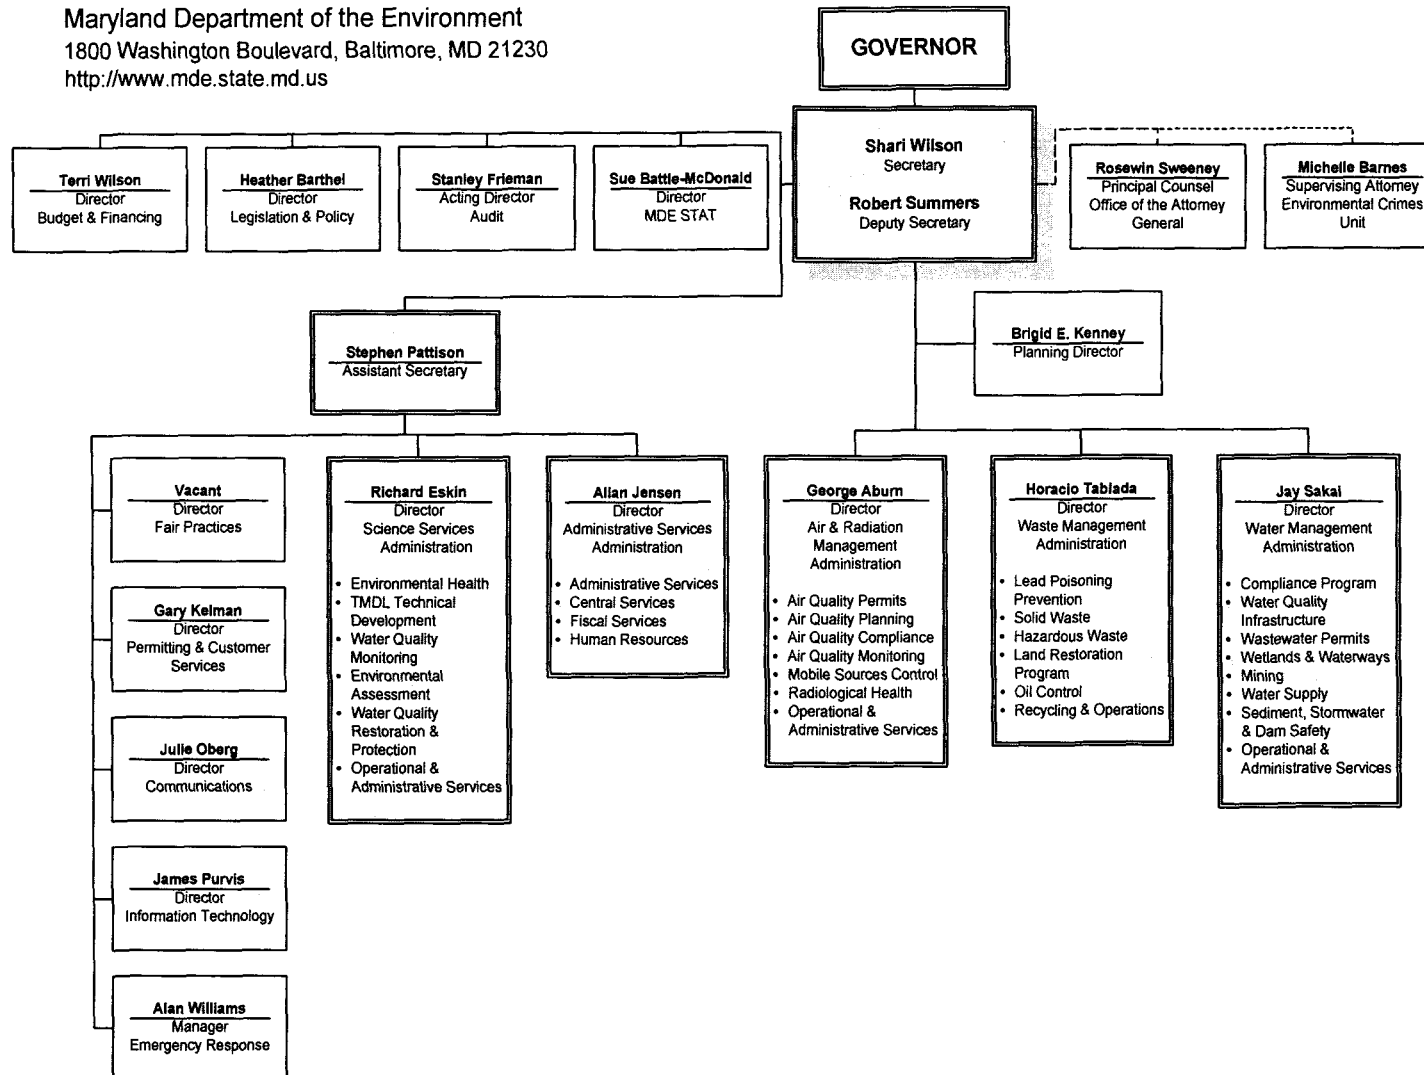 Maryland Department of the Environment
1800 Washington Boulevard, Baltimore, MD 21230
http://www.mde.state.md.us
GOVERNOR
Shari Wilson
Secretary
Robert Summers
Deputy Secretary
Terri Wilson
Director
Budget & Financing
Heather Barthel
Director
Legislation & Policy
Stanley Frieman
Acting Director
Audit
Sue Battle-McDonald
Director
MDE STAT
Rosewin Sweeney
Principal Counsel
Office of the Attorney
General
Michelle Barnes
Supervising Attorney
Environmental Crimes
Unit
Stephen Pattison
Assistant Secretary
Brigid E. Kenney
Planning Director
Vacant
Director
Fair Practices
Gary Kelman
Director
Permitting & Customer
Services
Julie Oberg
Director
Communications
James Purvis
Director
Information Technology
Alan Williams
Manager
Emergency Response
Richard Eskin
Director
Science Services
Administration
• Environmental Health
• TMDL Technical
Development
• Water Quality
Monitoring
• Environmental
Assessment
• Water Quality
Restoration &
Protection
• Operational &
Administrative Services
Allan Jensen
Director
Administrative Services
Administration
• Administrative Services
• Central Services
• Fiscal Services
• Human Resources
George Aburn
Director
Air & Radiation
Management
Administration
• Air Quality Permits
• Air Quality Planning
• Air Quality Compliance
• Air Quality Monitoring
• Mobile Sources Control
• Radiological Health
• Operational &
Administrative Services
Horacio Tablada
Director
Waste Management
Administration
• Lead Poisoning
Prevention
• Solid Waste
• Hazardous Waste
• Land Restoration
Program
• Oil Control
• Recycling & Operations
Jay Sakai
Director
Water Management
Administration
• Compliance Program
• Water Quality
Infrastructure
• Wastewater Permits
• Wetlands & Waterways
• Mining
• Water Supply
• Sediment, Stormwater
& Dam Safety
• Operational &
Administrative Services